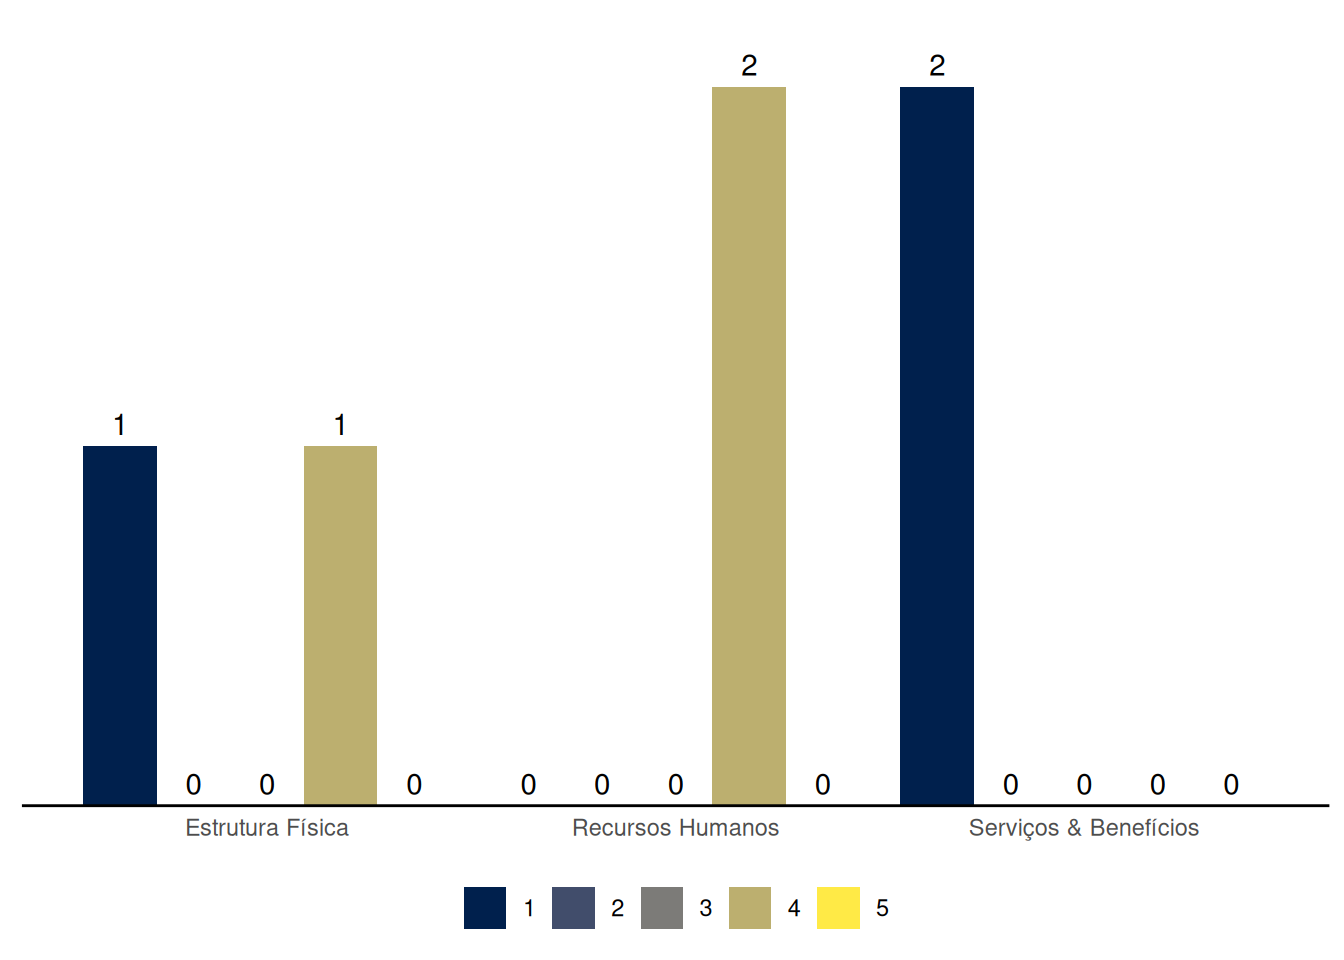 2 2
1 1
0 0 0 0 0 0 0 0 0 0 0
Estrutura Física Recursos Humanos Serviços & Benefícios
1 2 3 4 5